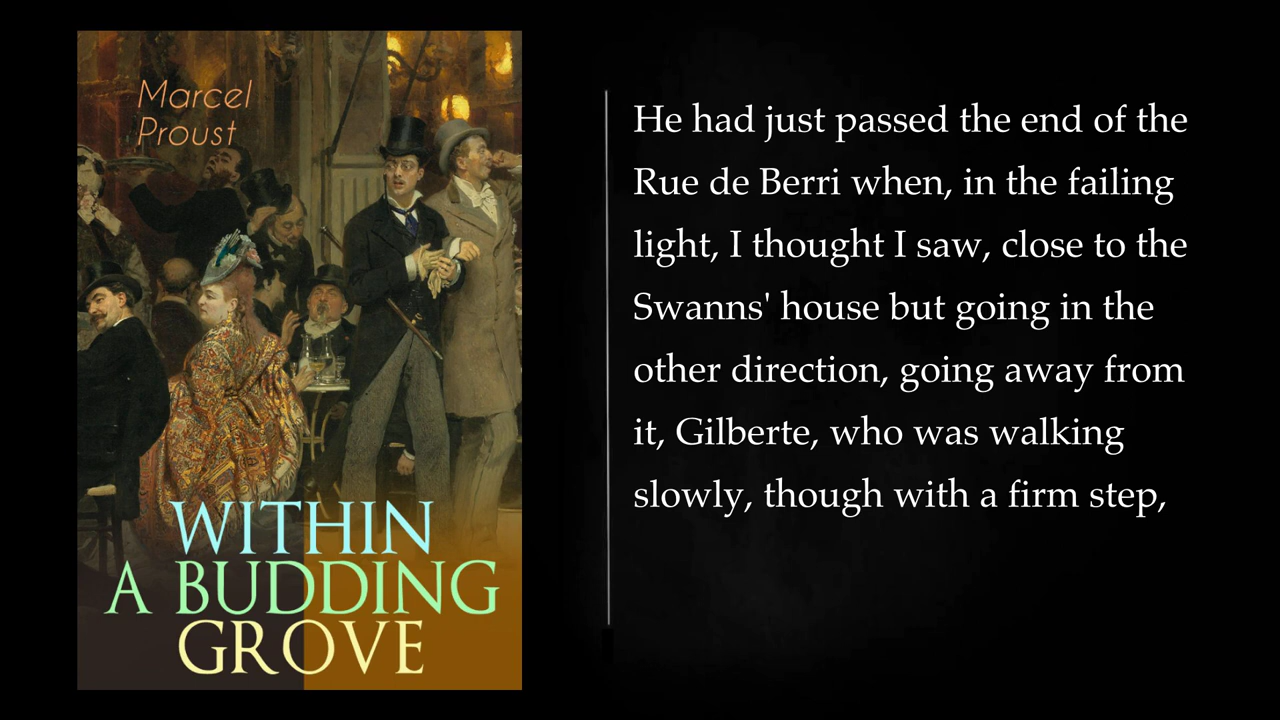 Marcel
Proust
WITHIN
A BUDDING
GROVE
He had just passed the end of the
Rue de Berri when, in the failing
light, I thought I saw, close to the
Swanns' house but going in the
other direction, going away from
it, Gilberte, who was walking
slowly, though with a firm step,